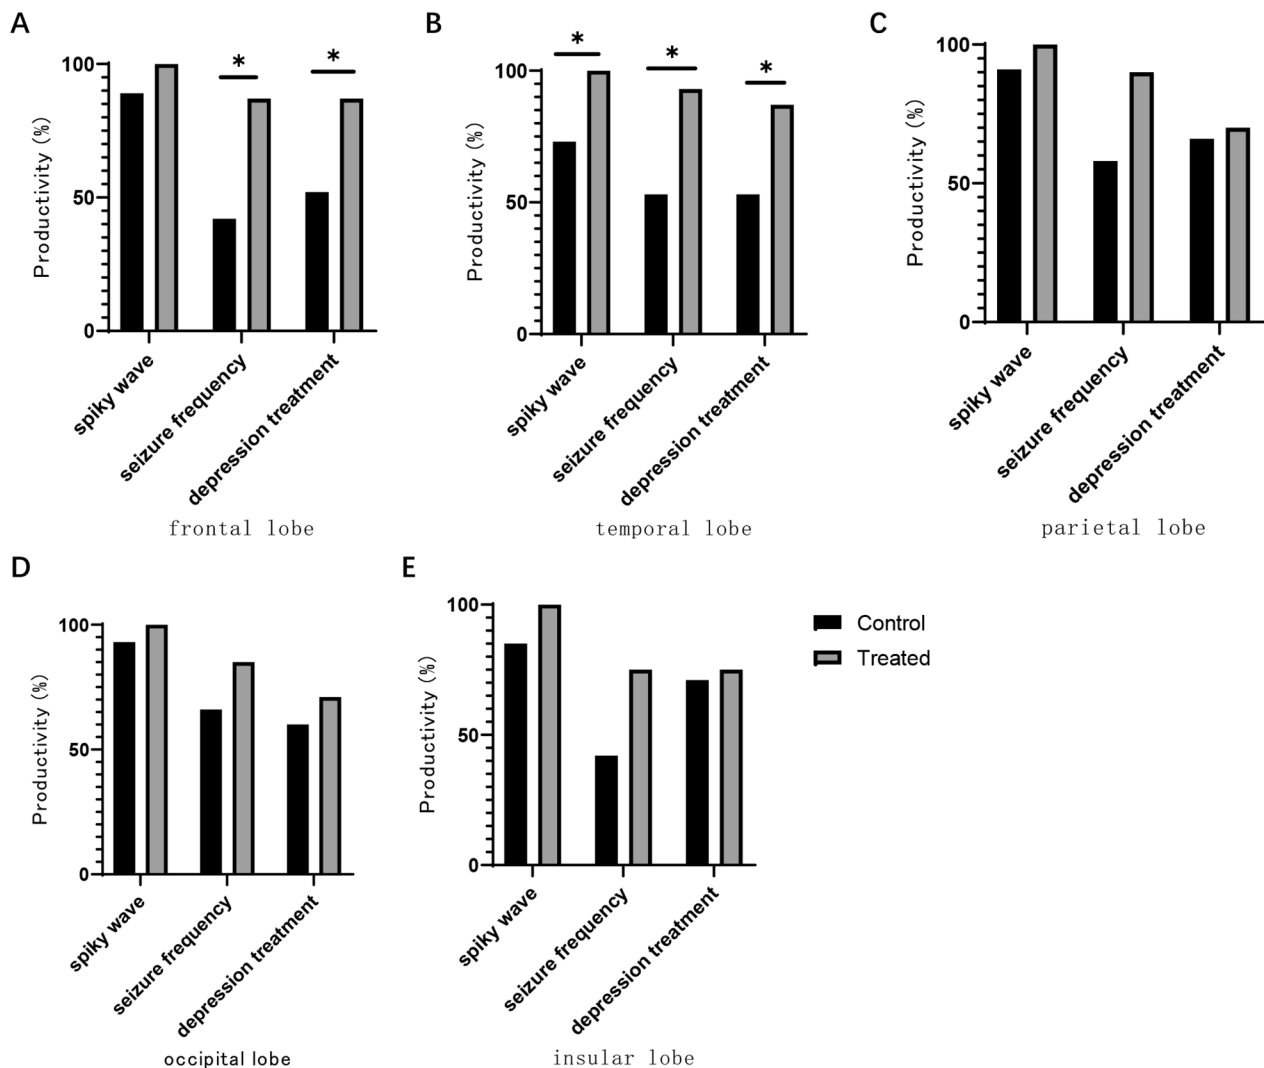 A
100
50
0
Productivity (%)
*
*
spiky wave
seizure frequency
depression treatment
frontal lobe
B
100
50
0
Productivity (%)
*
*
*
spiky wave
seizure frequency
depression treatment
temporal lobe
C
100
50
0
Productivity (%)
spiky wave
seizure frequency
depression treatment
parietal lobe
D
100
50
0
Productivity (%)
spiky wave
seizure frequency
depression treatment
occipital lobe
E
100
50
0
Productivity (%)
spiky wave
seizure frequency
depression treatment
insular lobe
Control
Treated